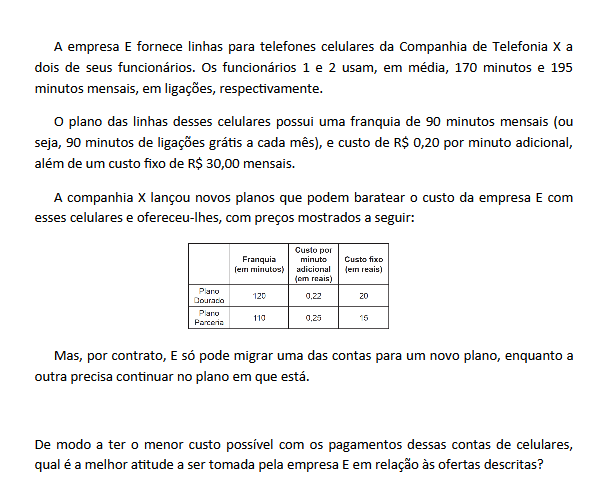 A empresa E fornece linhas para telefones celulares da Companhia de Telefonia X a
dois de seus funcionários. Os funcionários 1 e 2 usam, em média, 170 minutos e 195
minutos mensais, em ligações, respectivamente.
O plano das linhas desses celulares possui uma franquia de 90 minutos mensais (ou
seja, 90 minutos de ligações grátis a cada mês), e custo de R$ 0,20 por minuto adicional,
além de um custo fixo de R$ 30,00 mensais.
A companhia X lançou novos planos que podem baratear o custo da empresa E com
esses celulares e ofereceu-lhes, com preços mostrados a seguir:
Franquia
(em minutos)
Custo por
minuto
adicional
(em reais)
Custo fixo
(em reais)
Plano
Dourado
120
0,22
20
Plano
Parceria
110
0,25
15
Mas, por contrato, E só pode migrar uma das contas para um novo plano, enquanto a
outra precisa continuar no plano em que está.
De modo a ter o menor custo possível com os pagamentos dessas contas de celulares,
qual é a melhor atitude a ser tomada pela empresa E em relação às ofertas descritas?